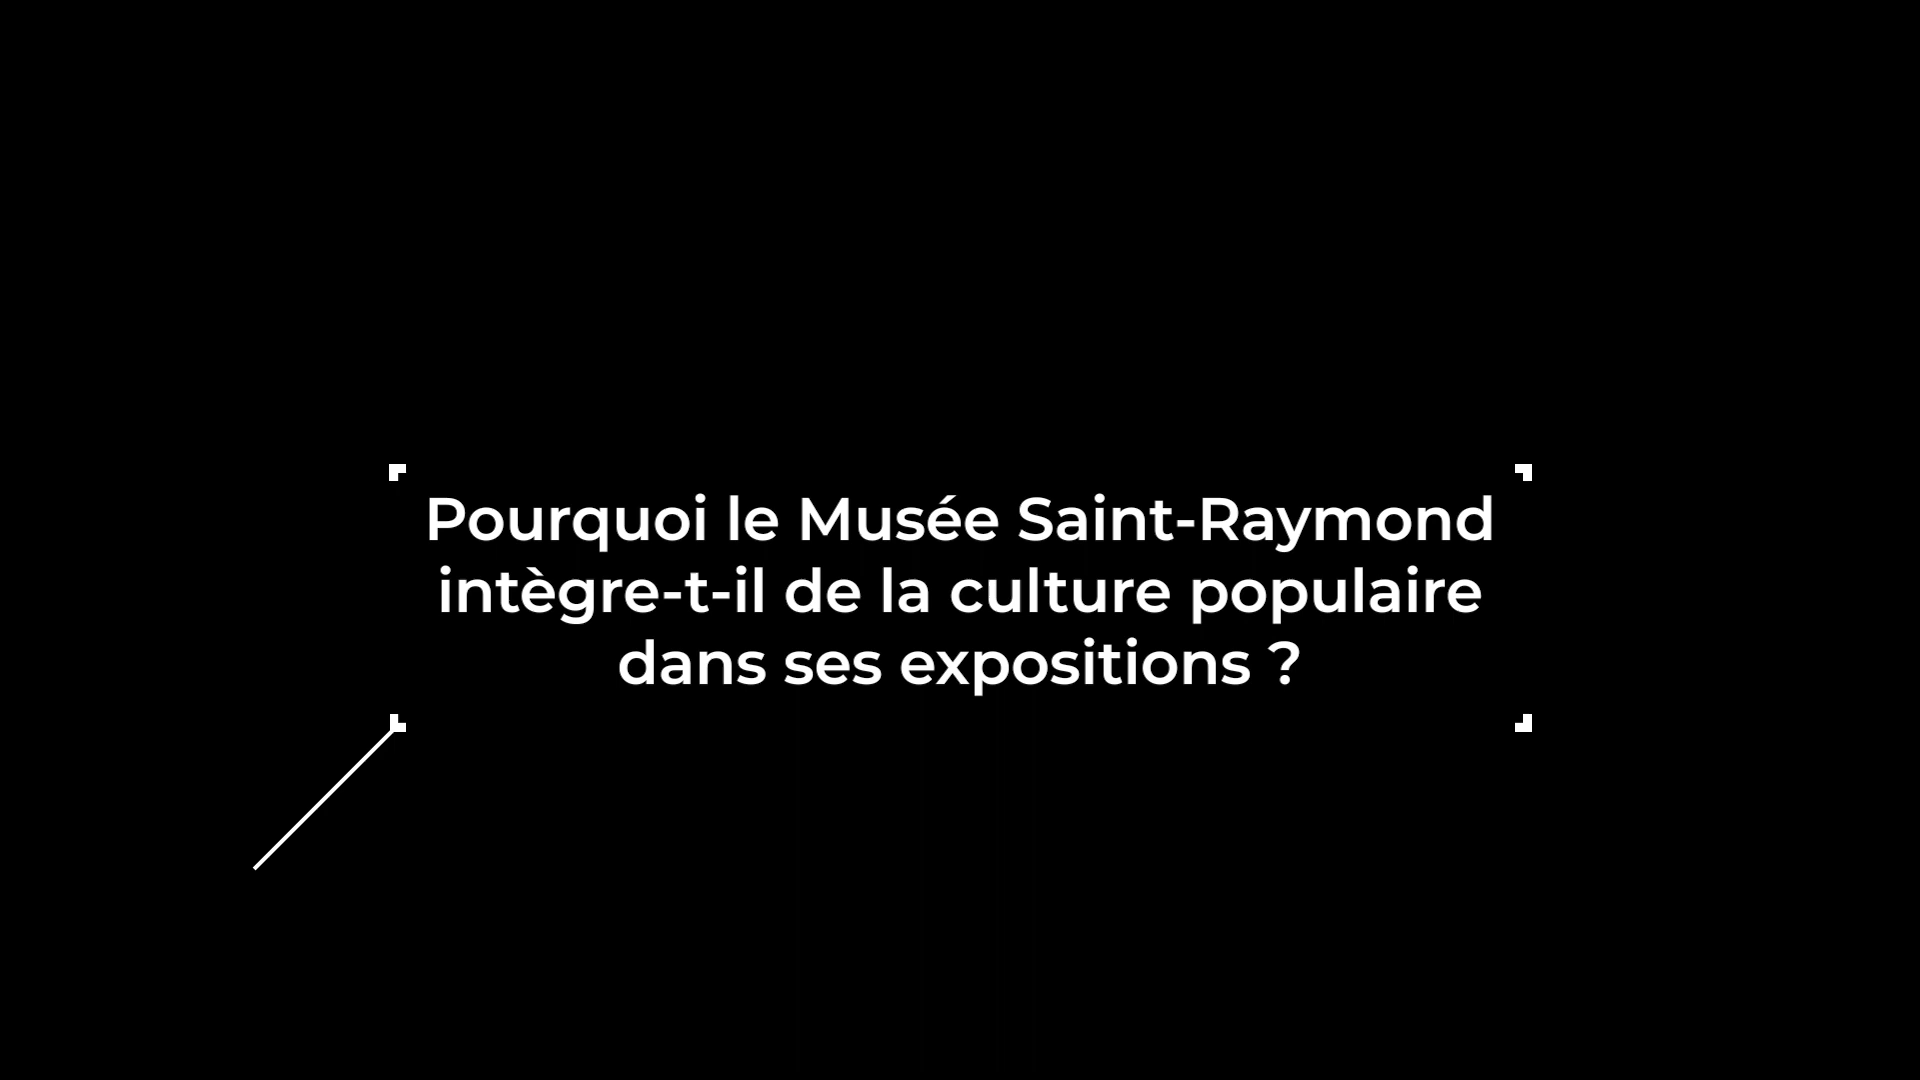 Pourquoi le Musée Saint-Raymond
intègre-t-il de la culture populaire
dans ses expositions ?